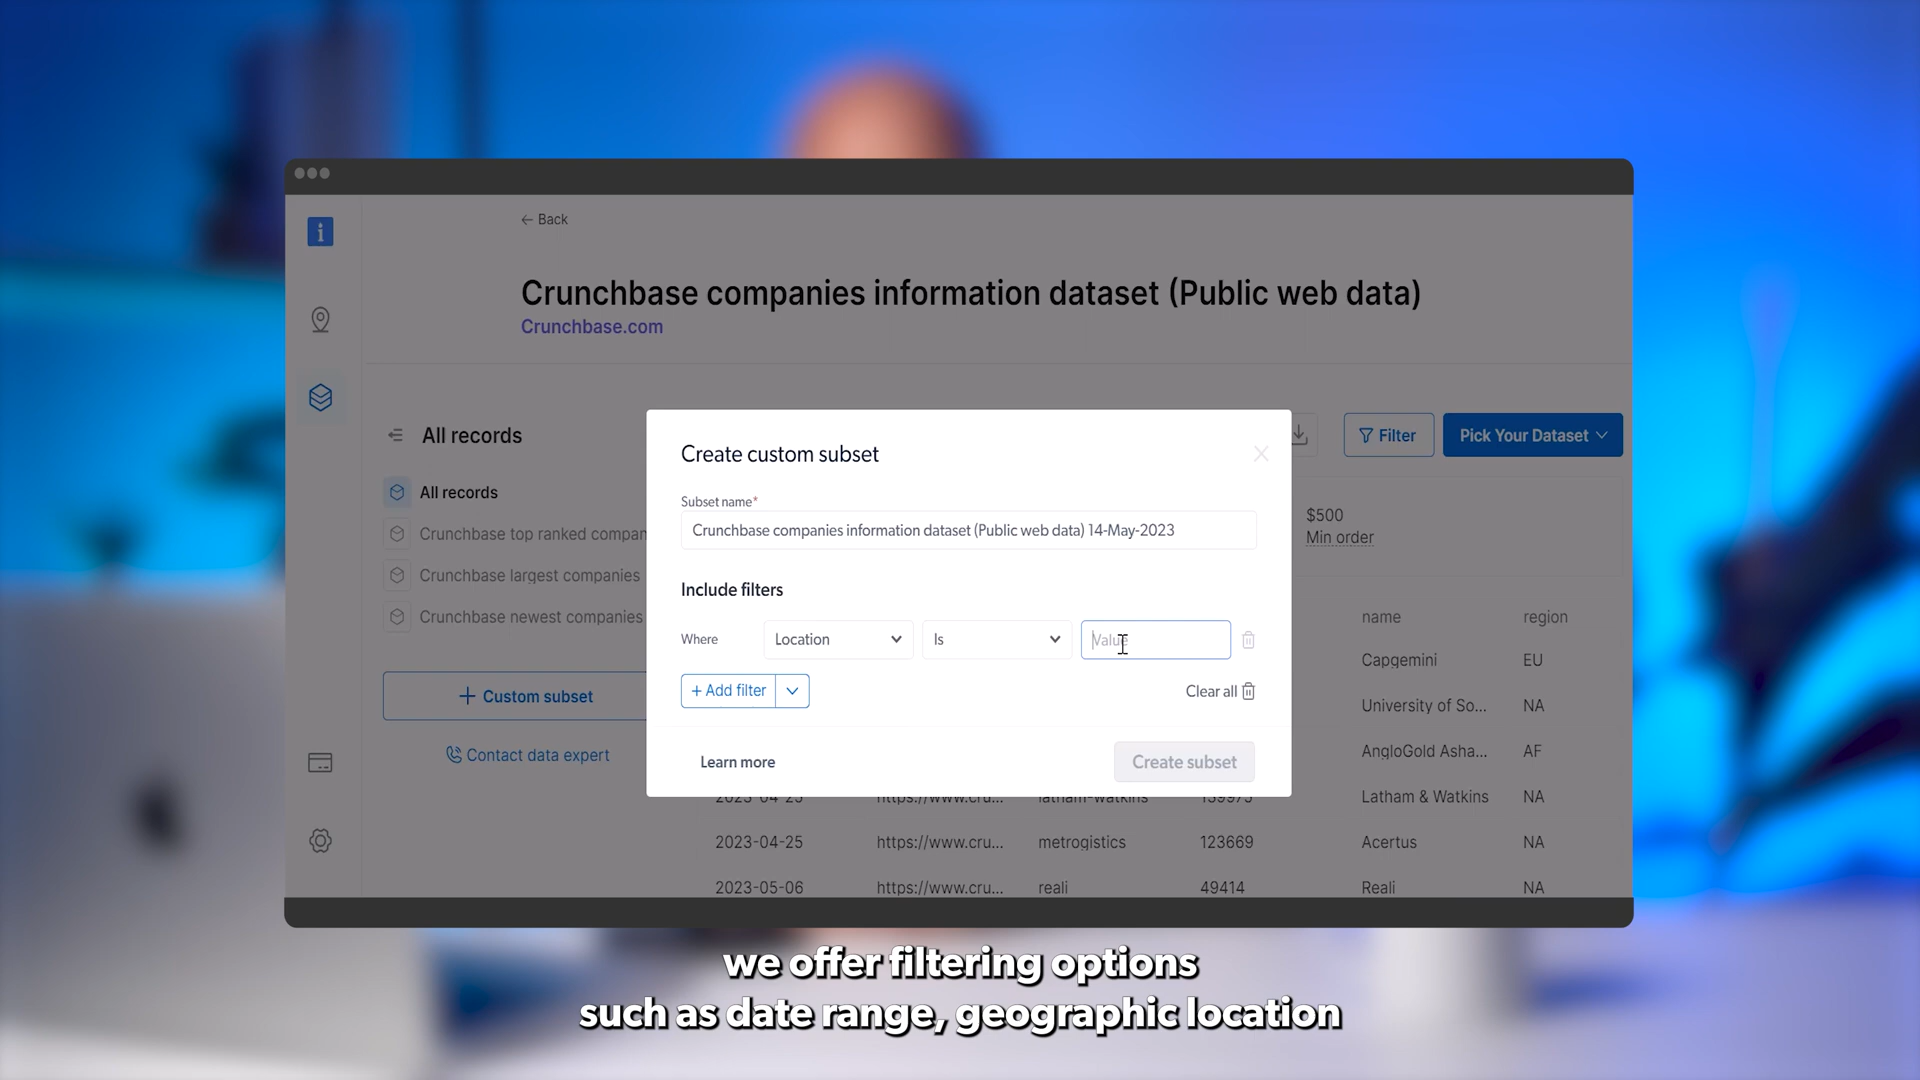 ← Back
Crunchbase companies information dataset (Public web data)
Crunchbase.com
All records
Filter
Pick Your Dataset
All records
Crunchbase top ranked compan
Crunchbase largest companies
Crunchbase newest companies
+ Custom subset
Contact data expert
Create custom subset
Subset name*
Crunchbase companies information dataset (Public web data) 14-May-2023
Include filters
Where Location Is Value
+ Add filter
Clear all
Learn more
Create subset
$500
Min order
name region
Capgemini EU
University of So... NA
AngloGold Asha... AF
2023-04-25 https://www.cru... latham-watkins 139975 Latham & Watkins NA
2023-04-25 https://www.cru... metrogistics 123669 Acertus NA
2023-05-06 https://www.cru... reali 49414 Reali NA
we offer filtering options
such as date range, geographic location